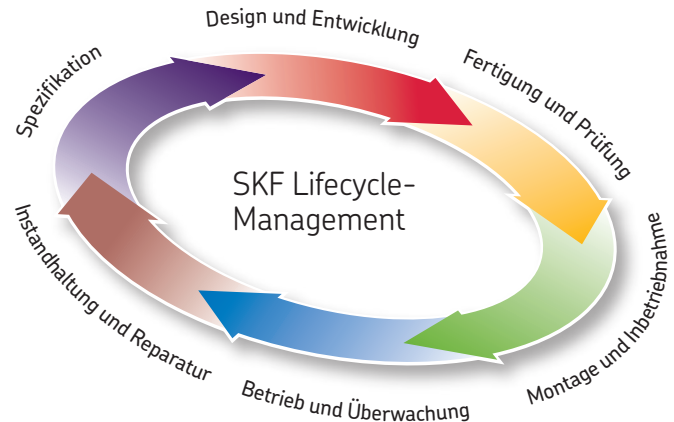 Design und Entwicklung
Fertigung und Prüfung
Montage und Inbetriebnahme
Betrieb und Überwachung
Instandhaltung und Reparatur
Spezifikation
SKF Lifecycle-
Management